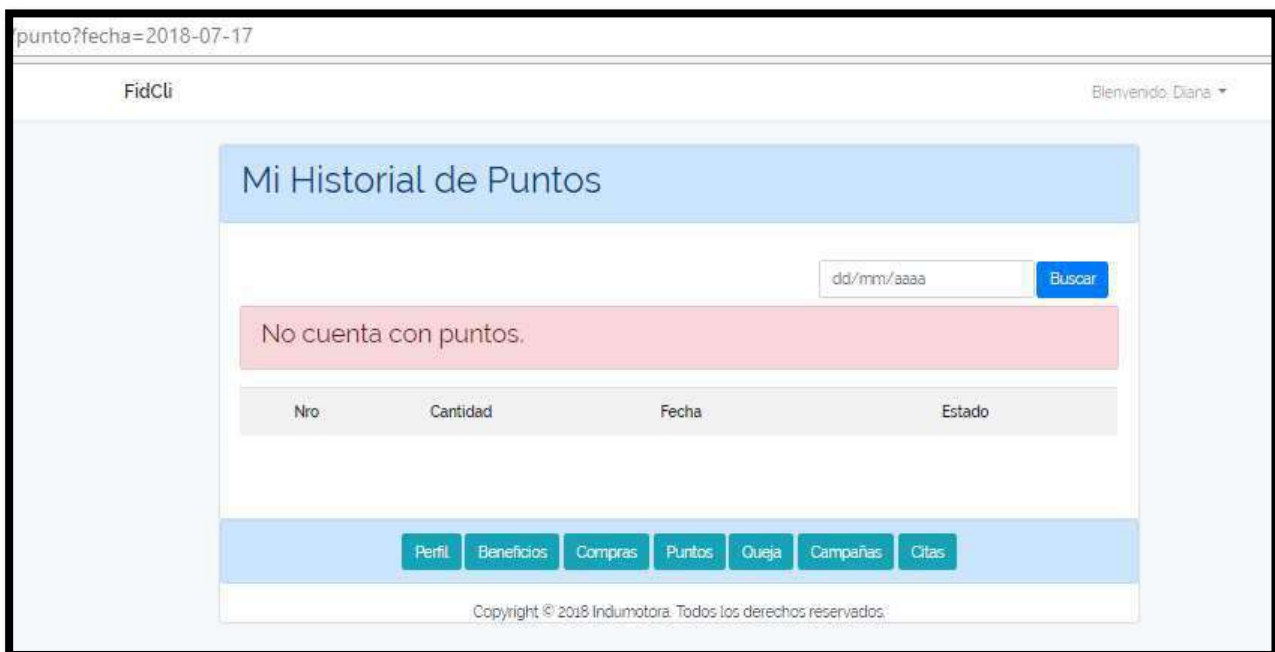 /punto?fecha=2018-07-17
FidCli
Bienvenido, Diana
Mi Historial de Puntos
dd/mm/aaaa
Buscar
No cuenta con puntos.
Nro Cantidad Fecha Estado
Perfil Beneficios Compras Puntos Queja Campañas Citas
Copyright © 2018 Indumotora. Todos los derechos reservados.